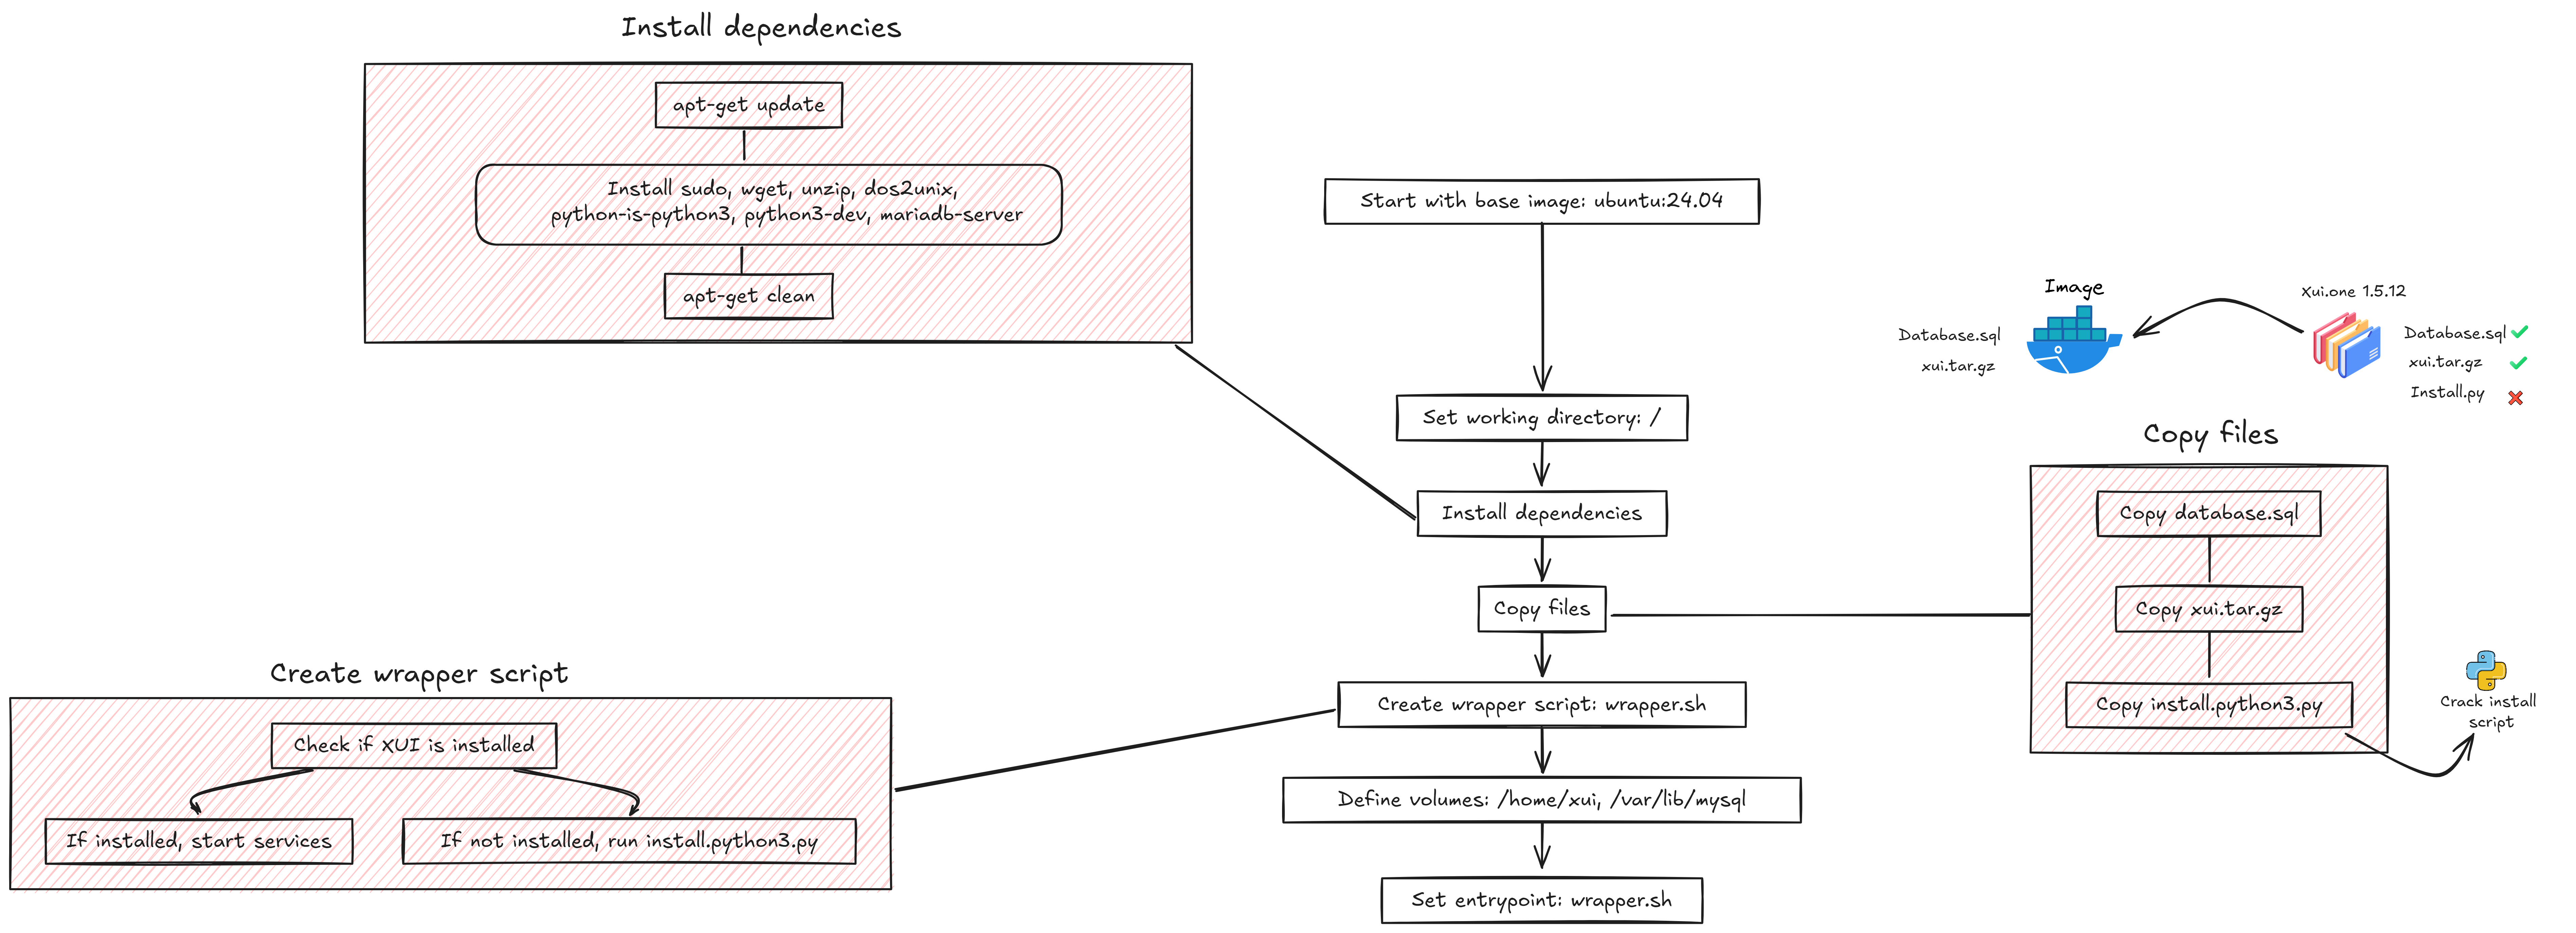 Install dependencies
apt-get update
Install sudo, wget, unzip, dos2unix,
python-is-python3, python3-dev, mariadb-server
apt-get clean
Start with base image: ubuntu:24.04
Set working directory: /
Install dependencies
Copy files
Create wrapper script: wrapper.sh
Define volumes: /home/xui, /var/lib/mysql
Set entrypoint: wrapper.sh
Image
Database.sql
xui.tar.gz
Xui.one 1.5.12
Database.sql
xui.tar.gz
Install.py
Copy files
Copy database.sql
Copy xui.tar.gz
Copy install.python3.py
Crack install
script
Create wrapper script
Check if XUI is installed
If installed, start services
If not installed, run install.python3.py